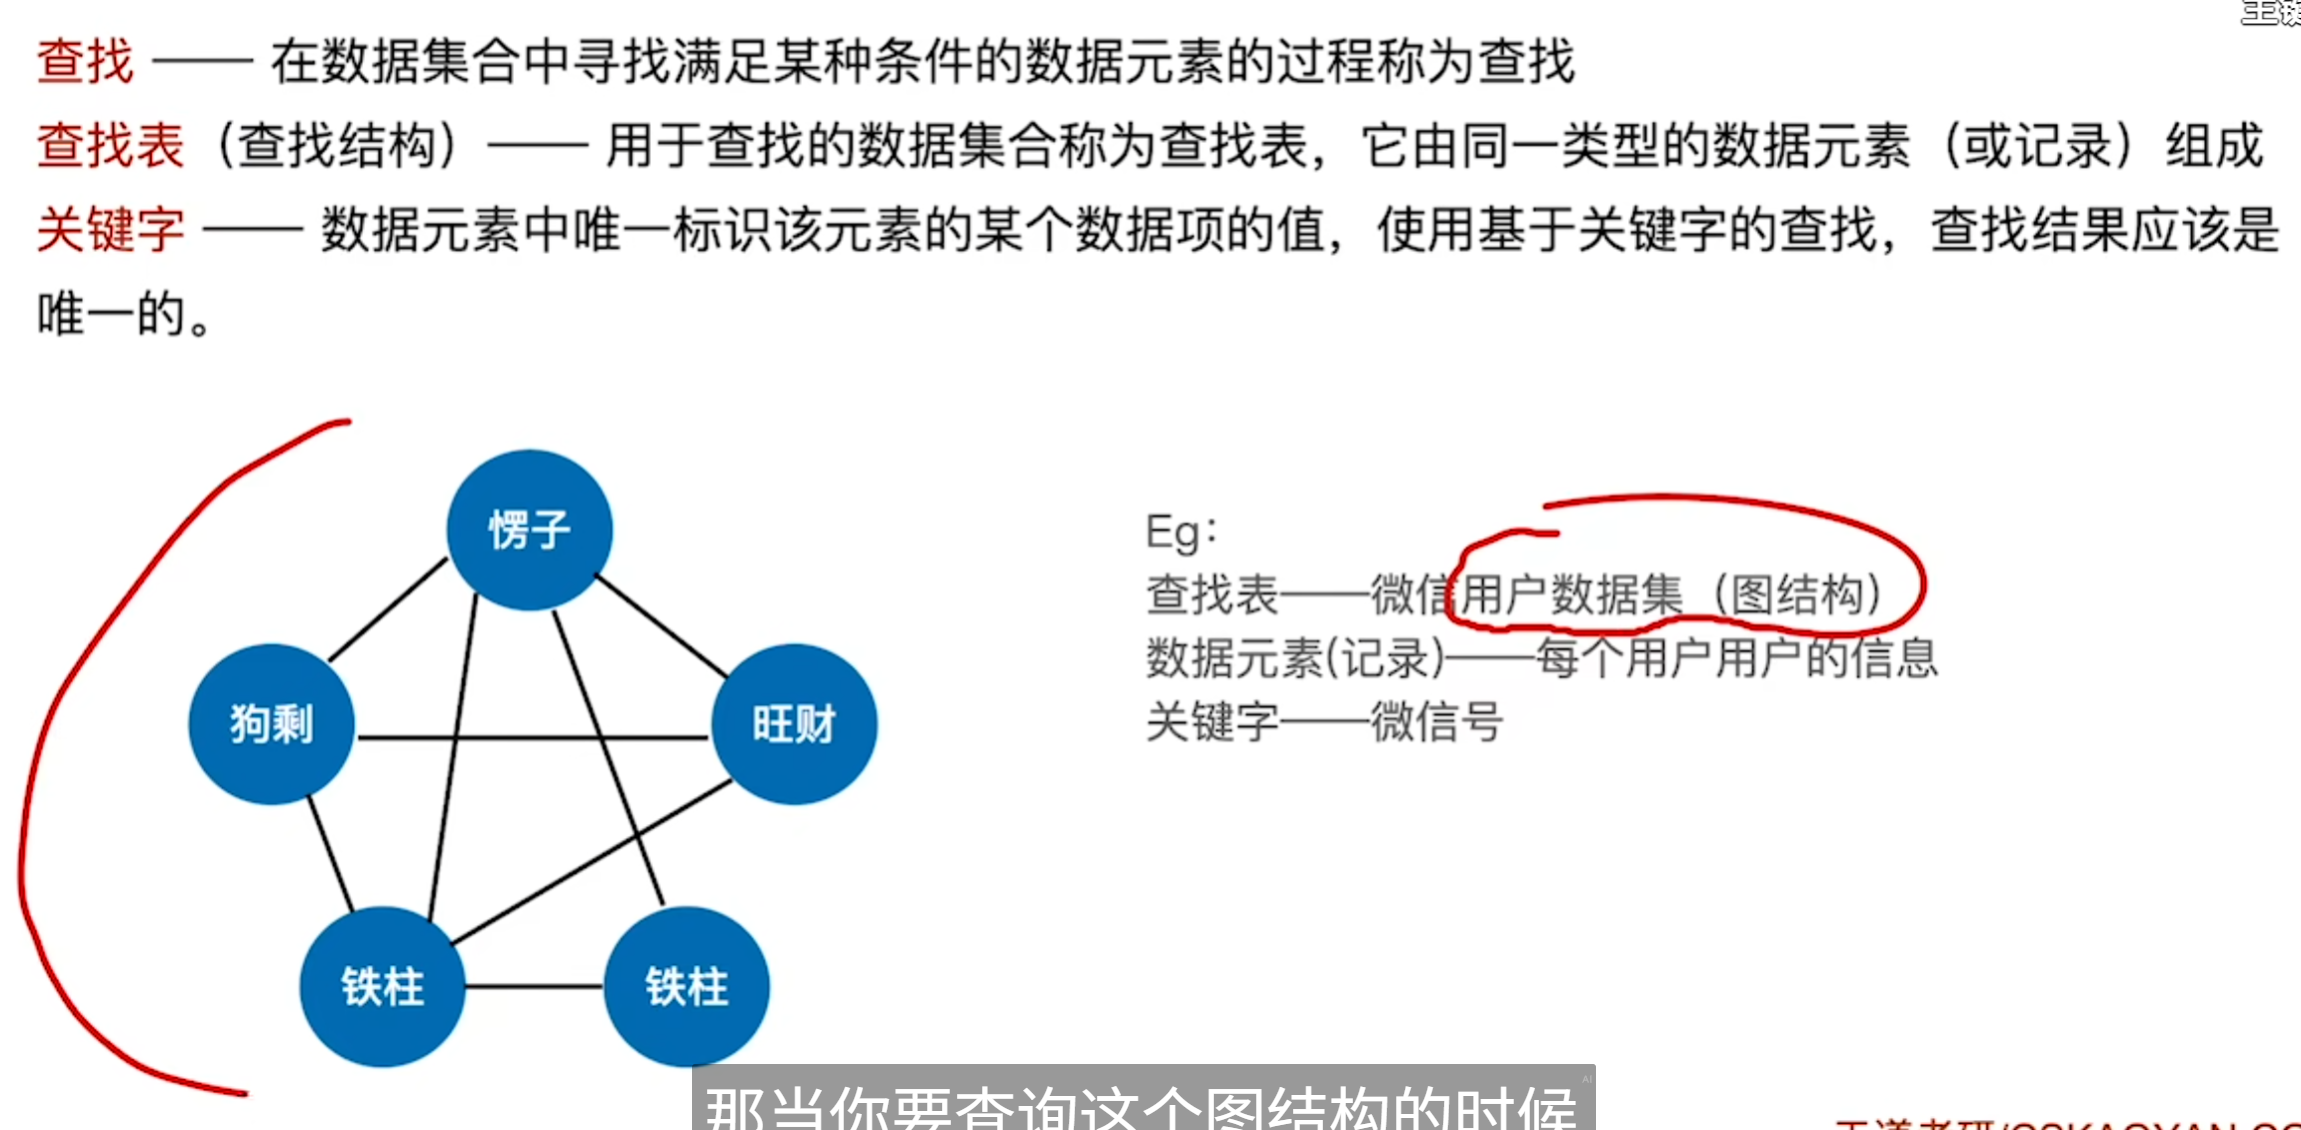 查找 —— 在数据集合中寻找满足某种条件的数据元素的过程称为查找
查找表（查找结构）—— 用于查找的数据集合称为查找表，它由同一类型的数据元素（或记录）组成
关键字 —— 数据元素中唯一标识该元素的某个数据项的值，使用基于关键字的查找，查找结果应该是
唯一的。
愣子
狗剩
旺财
铁柱
铁柱
Eg：
查找表——微信用户数据集（图结构）
数据元素(记录)——每个用户用户的信息
关键字——微信号
那当你要查询这个图结构的时候
AI